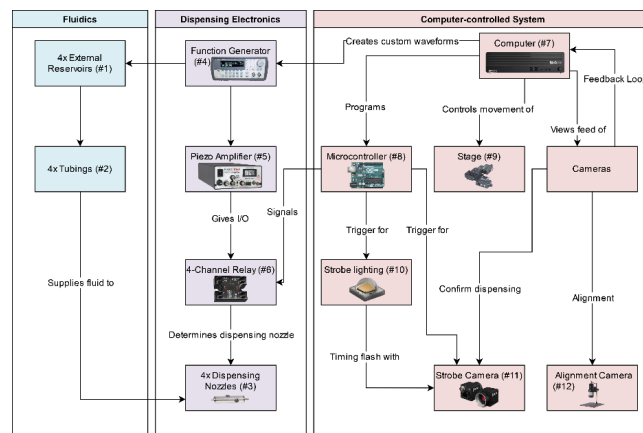 Fluidics
Dispensing Electronics
Computer-controlled System
4x External
Reservoirs (#1)
Function Generator
(#4)
Creates custom waveforms
Computer (#7)
Feedback Loop
Programs
Controls movement of
Views feed of
4x Tubings (#2)
Piezo Amplifier (#5)
Microcontroller (#8)
Stage (#9)
Cameras
Gives I/O
Signals
Trigger for
Trigger for
4-Channel Relay (#6)
Strobe lighting (#10)
Supplies fluid to
Confirm dispensing
Alignment
Determines dispensing nozzle
Timing flash with
4x Dispensing
Nozzles (#3)
Strobe Camera (#11)
Alignment Camera
(#12)